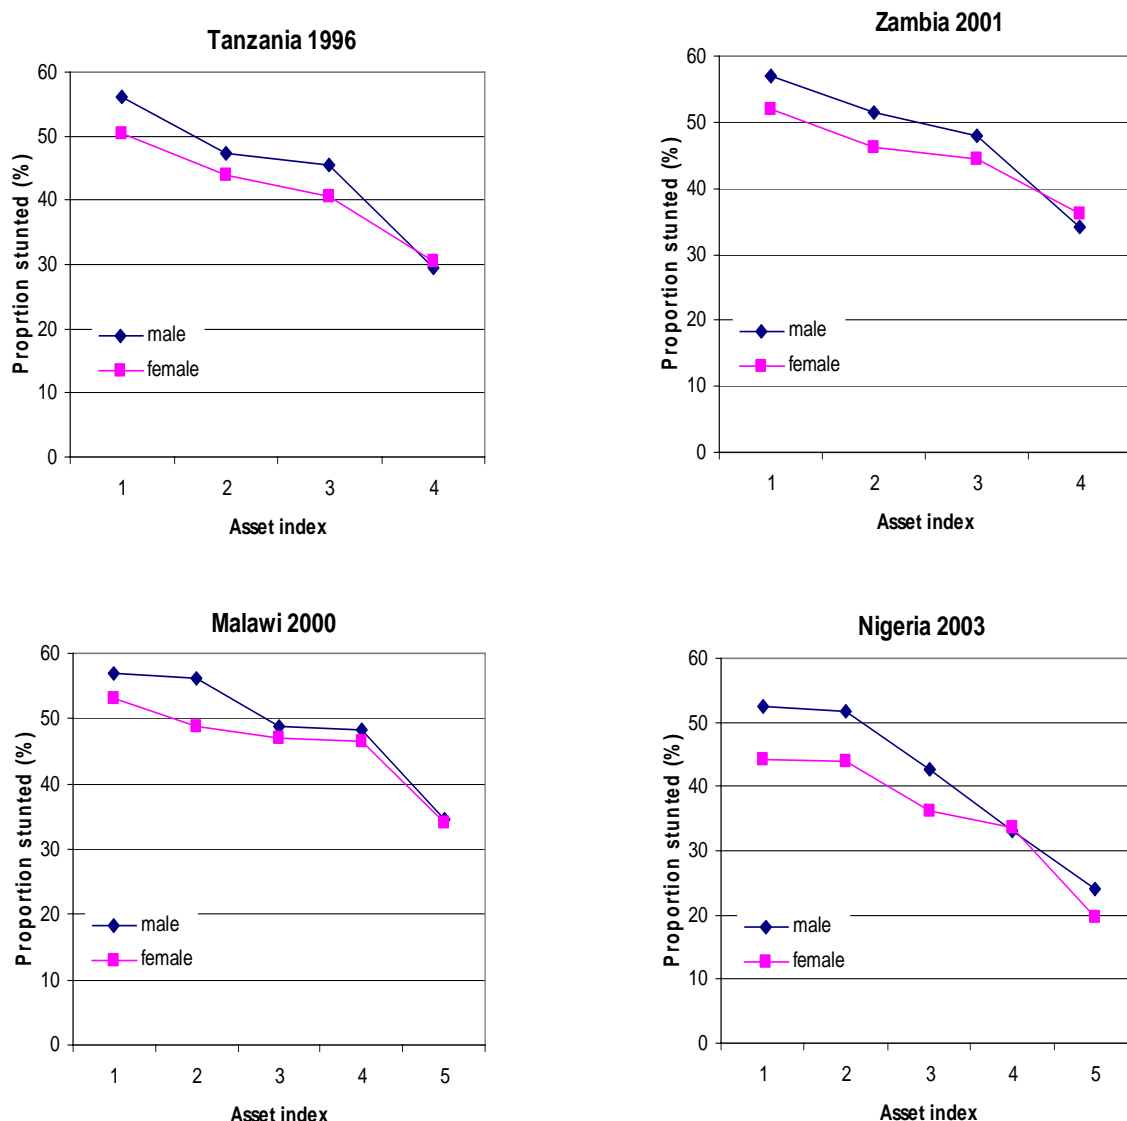 Tanzania 1996
Proprtion stunted (%)
60
50
40
30
20
10
0
male
female
1 2 3 4
Asset index
Zambia 2001
Proportion stunted (%)
60
50
40
30
20
10
0
male
female
1 2 3 4
Asset index
Malawi 2000
Proportion stunted (%)
60
50
40
30
20
10
0
male
female
1 2 3 4 5
Asset index
Nigeria 2003
Proportion stunted (%)
60
50
40
30
20
10
0
male
female
1 2 3 4 5
Asset index